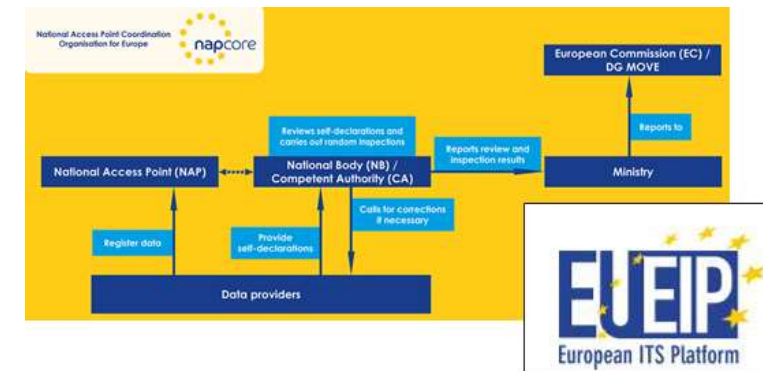 National Access Point Coordination
Organisation for Europe
napcore
European Commission (EC) /
DG MOVE
Reviews self-declarations and
carries out random inspections
Reports review and
inspection results
Reports to
National Access Point (NAP)
National Body (NB) /
Competent Authority (CA)
Ministry
Calls for corrections
if necessary
Register data
Provide
self-declarations
Data providers
EUEIP
European ITS Platform